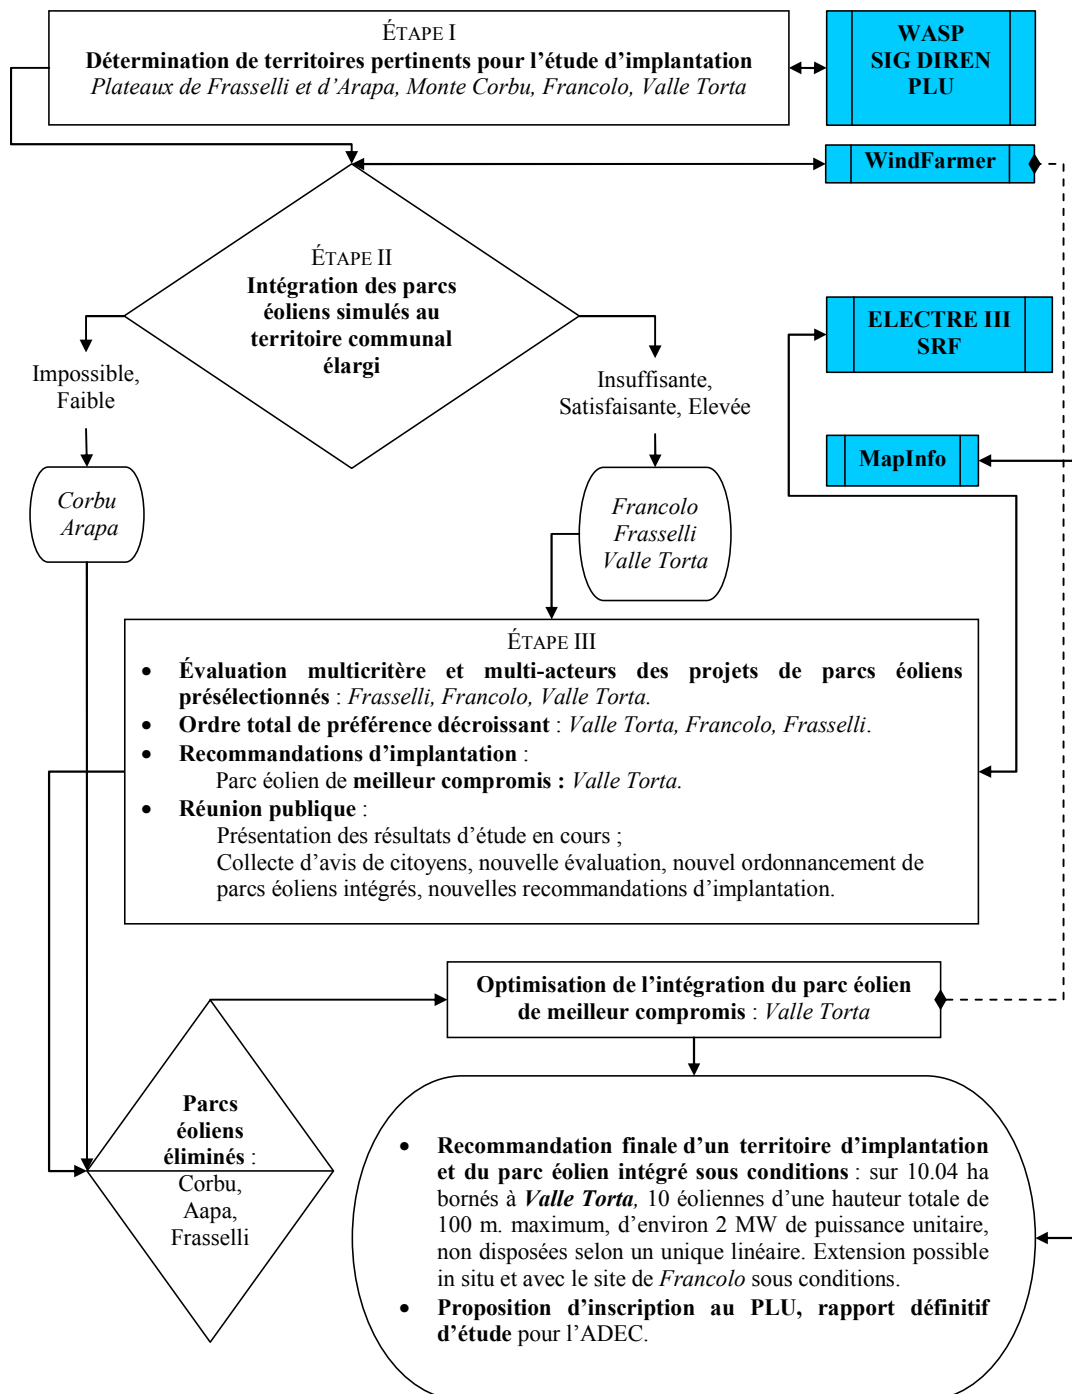 ÉTAPE I
Détermination de territoires pertinents pour l’étude d’implantation
Plateaux de Frasselli et d’Arapa, Monte Corbu, Francolo, Valle Torta
WASP
SIG DIREN
PLU
WindFarmer
ÉTAPE II
Intégration des parcs
éoliens simulés au
territoire communal
élargi
ELECTRE III
SRF
Impossible,
Faible
Insuffisante,
Satisfaisante, Elevée
MapInfo
Corbu
Arapa
Francolo
Frasselli
Valle Torta
ÉTAPE III
• Évaluation multicritère et multi-acteurs des projets de parcs éoliens
présélectionnés : Frasselli, Francolo, Valle Torta.
• Ordre total de préférence décroissant : Valle Torta, Francolo, Frasselli.
• Recommandations d’implantation :
Parc éolien de meilleur compromis : Valle Torta.
• Réunion publique :
Présentation des résultats d’étude en cours ;
Collecte d’avis de citoyens, nouvelle évaluation, nouvel ordonnancement de
parcs éoliens intégrés, nouvelles recommandations d’implantation.
Optimisation de l’intégration du parc éolien
de meilleur compromis : Valle Torta
Parcs
éoliens
éliminés :
Corbu,
Aapa,
Frasselli
• Recommandation finale d’un territoire d’implantation
et du parc éolien intégré sous conditions : sur 10.04 ha
bornés à Valle Torta, 10 éoliennes d’une hauteur totale de
100 m. maximum, d’environ 2 MW de puissance unitaire,
non disposées selon un unique linéaire. Extension possible
in situ et avec le site de Francolo sous conditions.
• Proposition d’inscription au PLU, rapport définitif
d’étude pour l’ADEC.